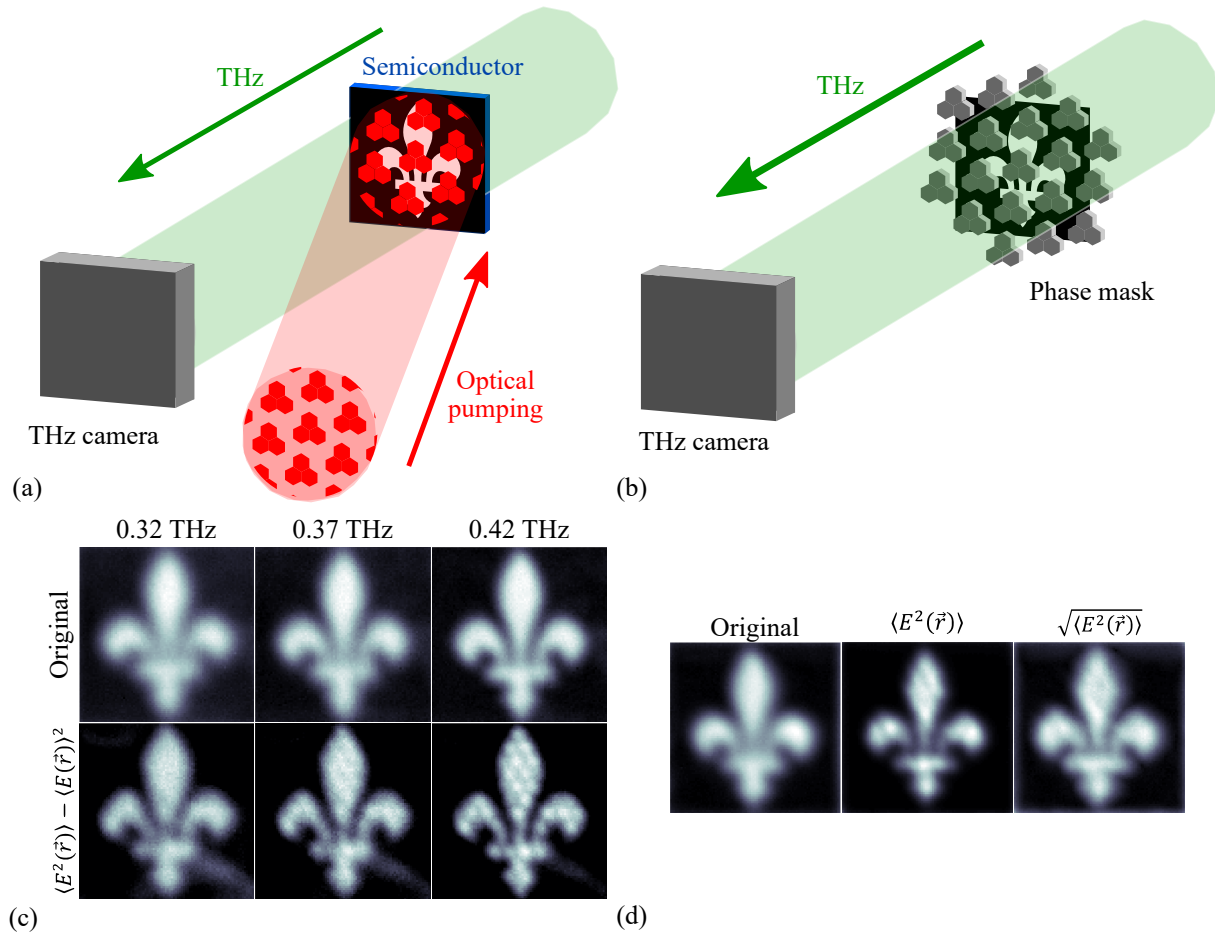 THz
Semiconductor
Optical
pumping
THz camera
(a)
THz
Phase mask
THz camera
(b)
0.32 THz 0.37 THz 0.42 THz
Original
⟨E²(r⃗)⟩ − ⟨E(r⃗)⟩²
(c)
Original ⟨E²(r⃗)⟩ √⟨E²(r⃗)⟩
(d)